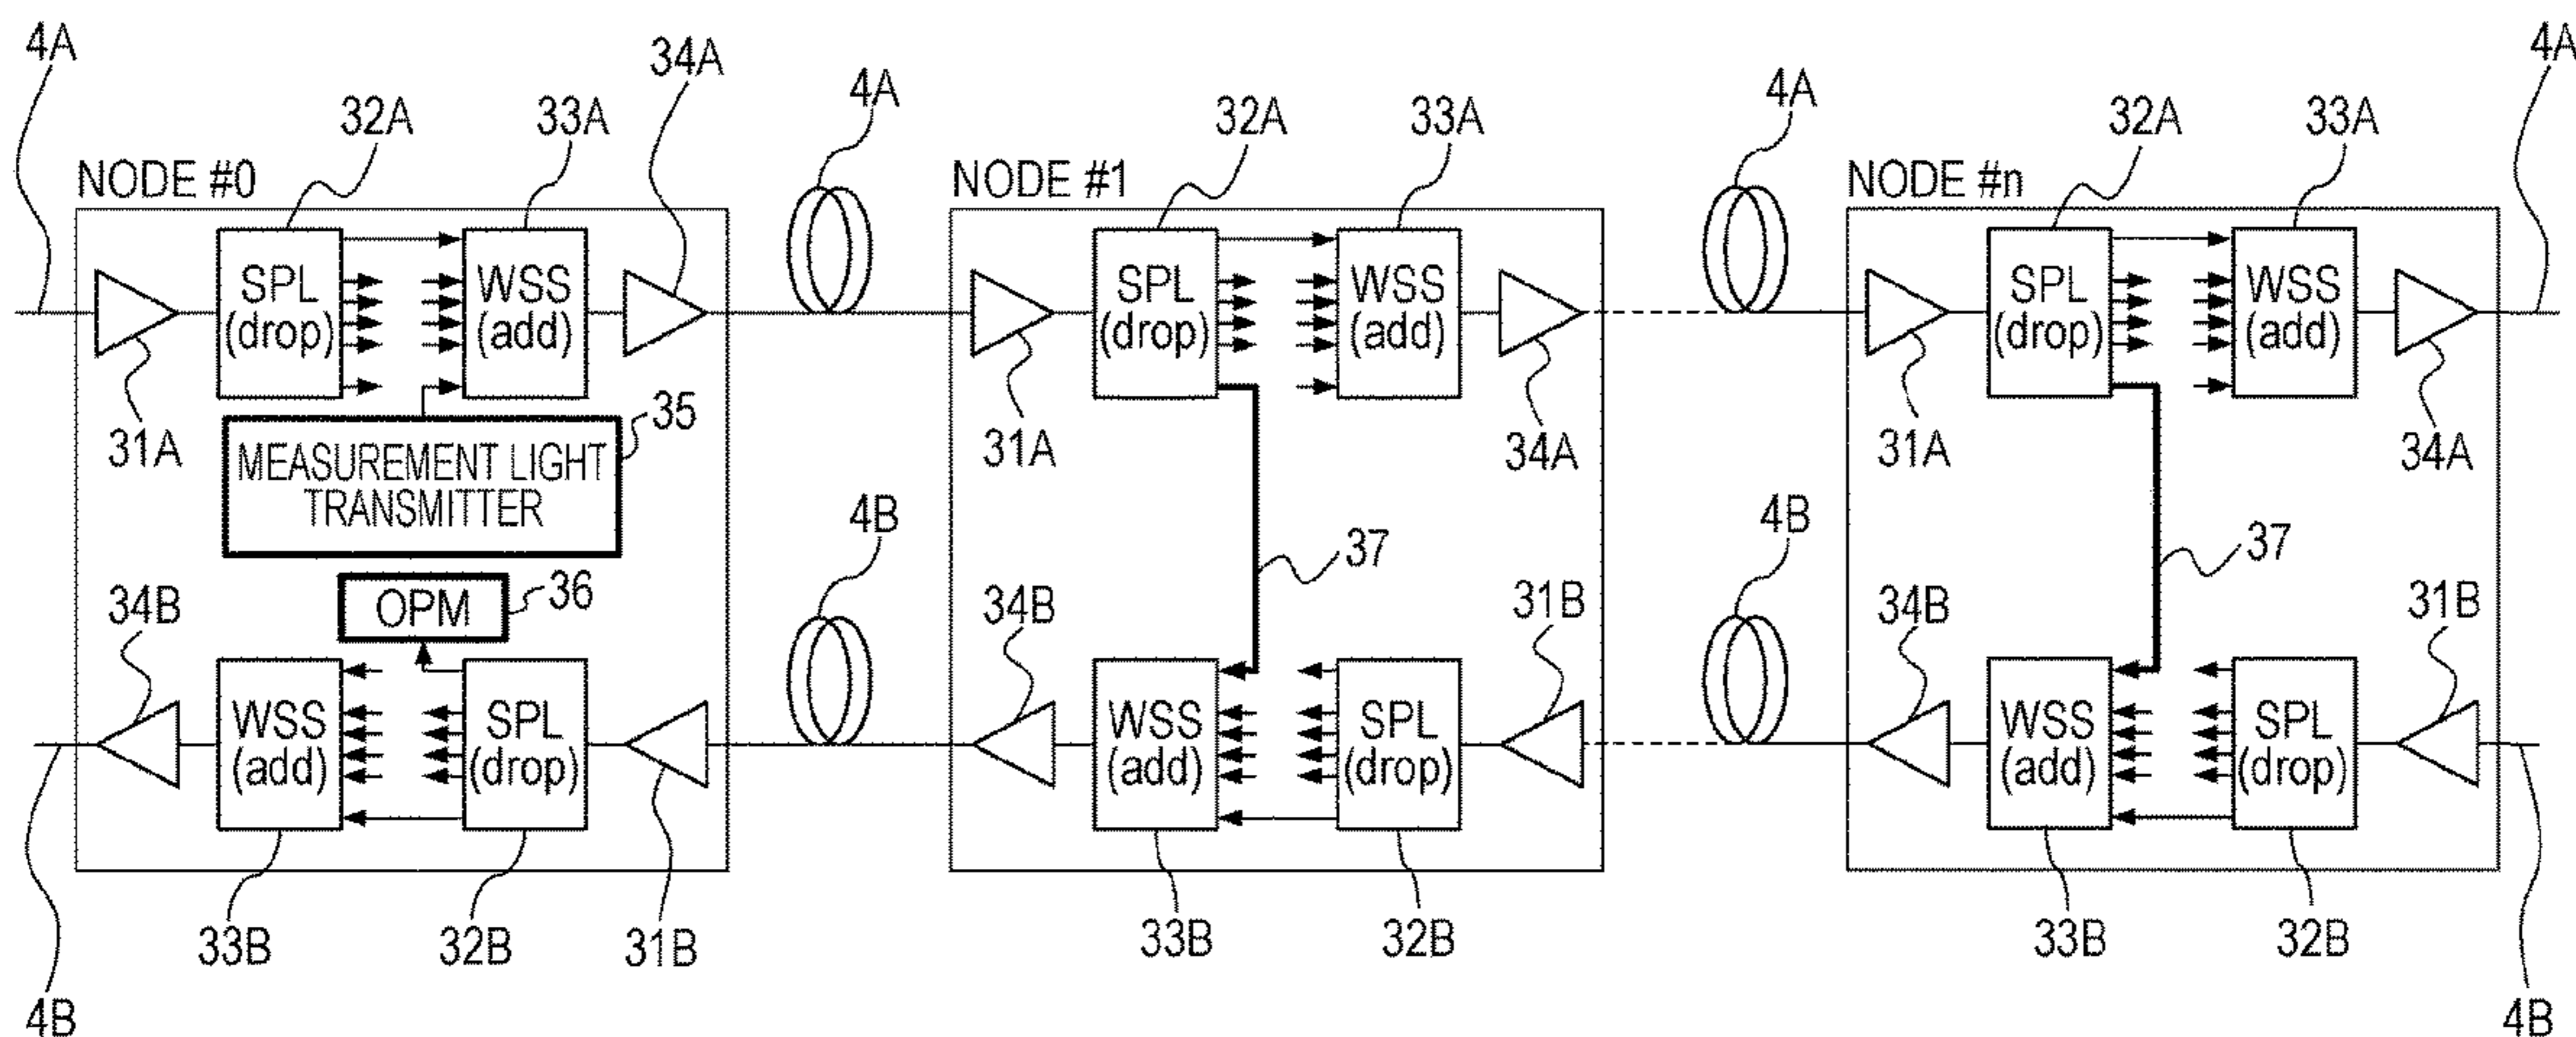 4A
34A
4A
4A
4A
32A
33A
32A
33A
32A
33A
NODE #0
NODE #1
NODE #n
SPL
(drop)
WSS
(add)
SPL
(drop)
WSS
(add)
SPL
(drop)
WSS
(add)
31A
35
31A
34A
31A
34A
MEASUREMENT LIGHT
TRANSMITTER
4B
4B
37
37
34B
OPM
36
34B
31B
34B
31B
WSS
(add)
SPL
(drop)
WSS
(add)
SPL
(drop)
WSS
(add)
SPL
(drop)
33B
32B
31B
33B
32B
33B
32B
4B
4B